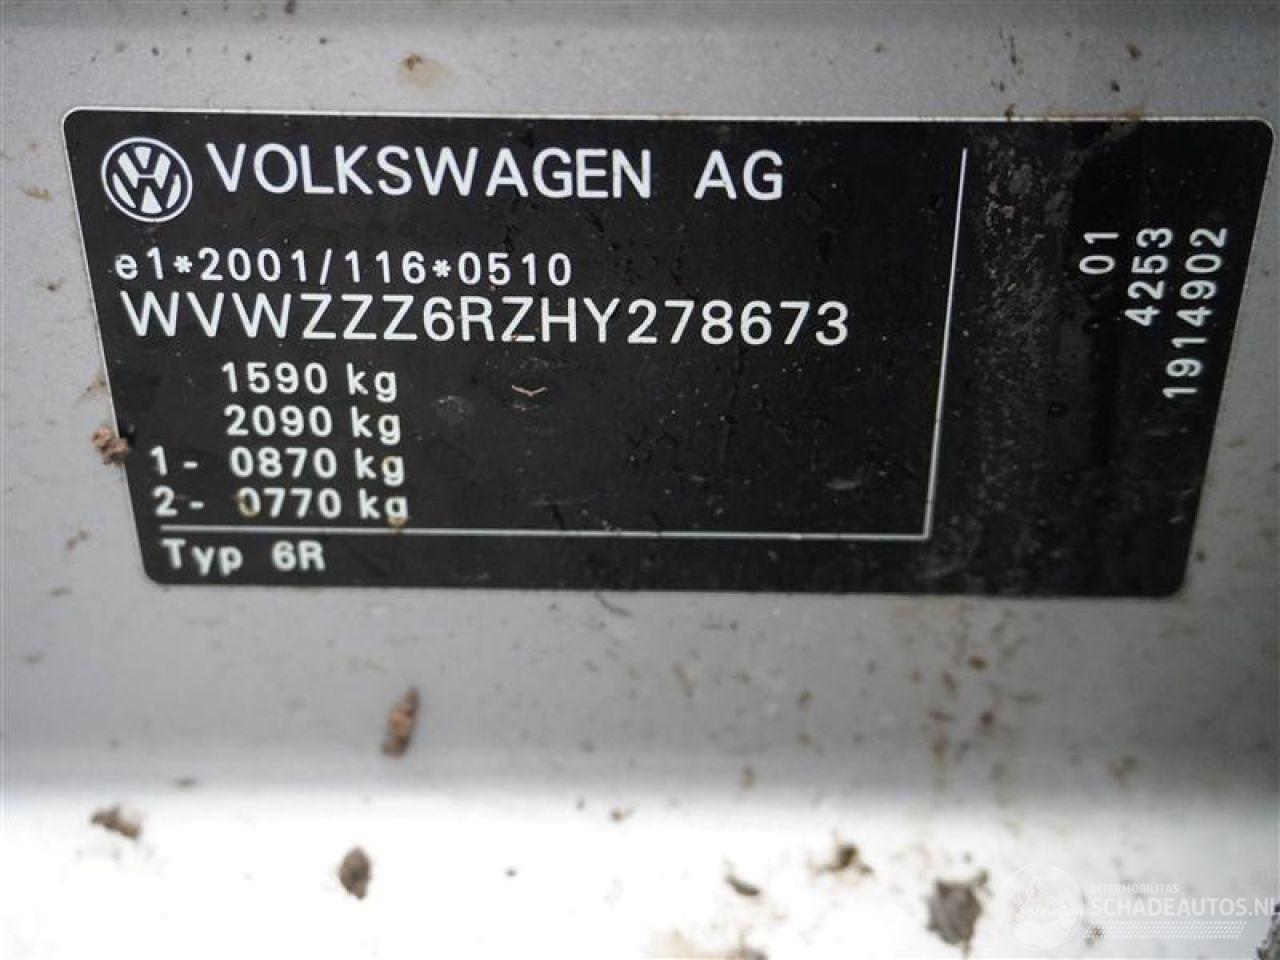 VOLKSWAGEN AG
e1*2001/116*0510
WVWZZZ6RZHY278673
1590 kg
2090 kg
1- 0870 kg
2- 0770 kg
Typ 6R
01
4253
1914902
INTERMOBILITAS
SCHADEAUTOS.NL